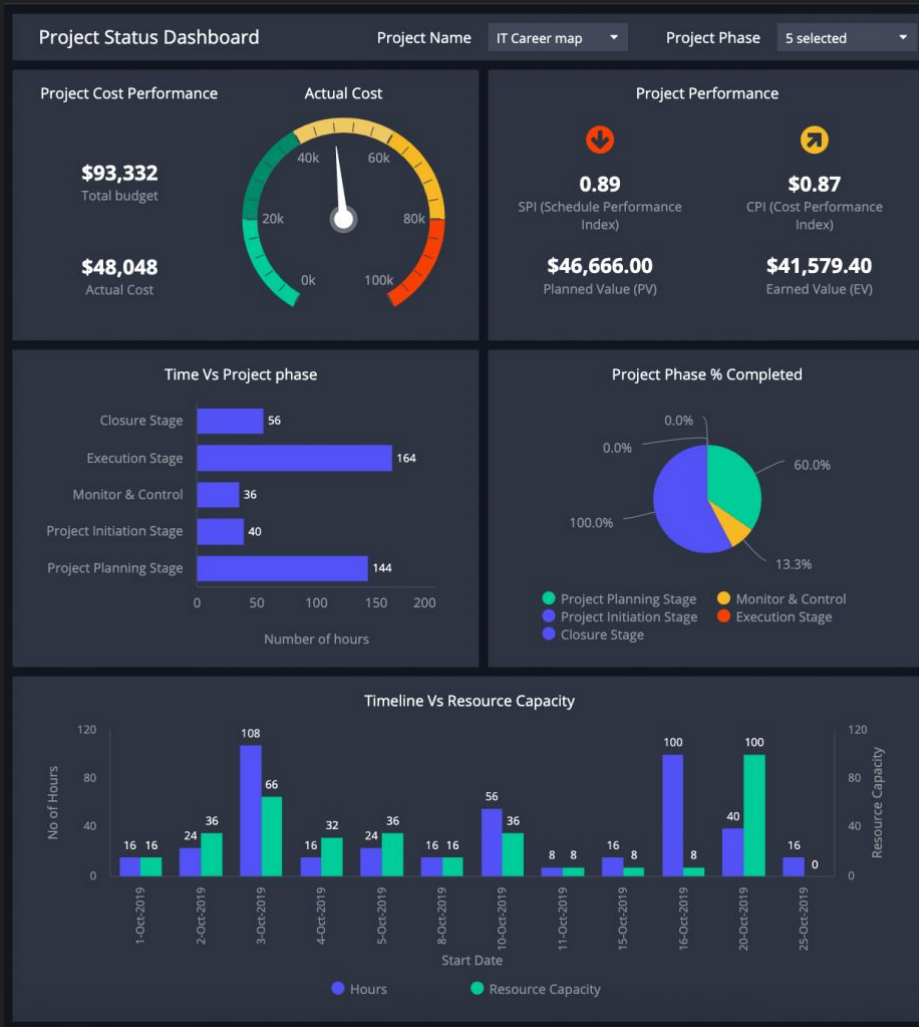 Project Status Dashboard
Project Name
IT Career map
Project Phase
5 selected
Project Cost Performance
$93,332
Total budget
$48,048
Actual Cost
Actual Cost
0k
20k
40k
60k
80k
100k
Project Performance
0.89
SPI (Schedule Performance
Index)
$0.87
CPI (Cost Performance
Index)
$46,666.00
Planned Value (PV)
$41,579.40
Earned Value (EV)
Time Vs Project phase
Closure Stage
56
Execution Stage
164
Monitor & Control
36
Project Initiation Stage
40
Project Planning Stage
144
0 50 100 150 200
Number of hours
Project Phase % Completed
0.0%
0.0%
60.0%
100.0%
13.3%
Project Planning Stage
Monitor & Control
Project Initiation Stage
Execution Stage
Closure Stage
Timeline Vs Resource Capacity
No of Hours
120
80
40
0
16 16
24 36
108 66
16 32
24 36
16 16
56 36
8 8
16 8
100 8
40 100
16 0
120
80
40
0
Resource Capacity
1-Oct-2019
2-Oct-2019
3-Oct-2019
4-Oct-2019
5-Oct-2019
8-Oct-2019
10-Oct-2019
11-Oct-2019
15-Oct-2019
16-Oct-2019
20-Oct-2019
25-Oct-2019
Start Date
Hours
Resource Capacity